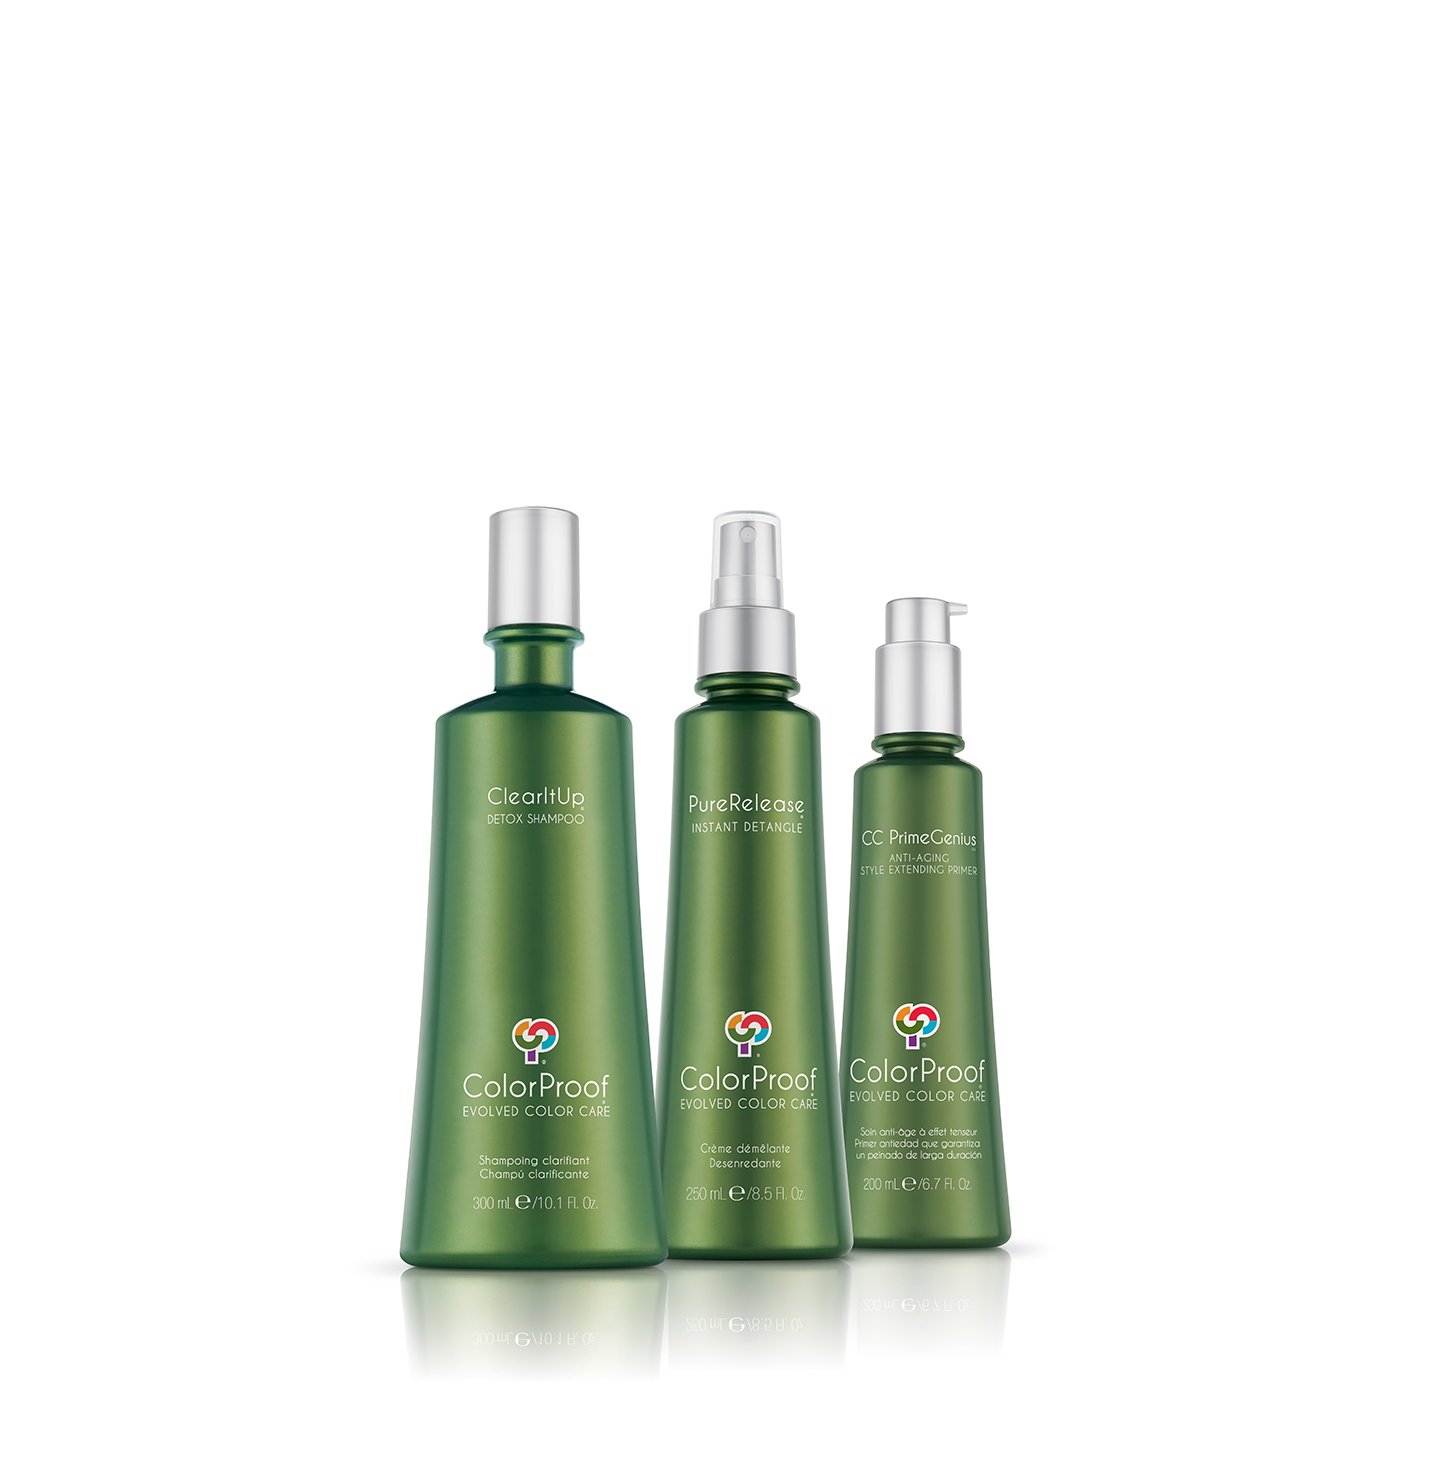 ClearItUp®
DETOX SHAMPOO
ColorProof®
EVOLVED COLOR CARE
Shampoing clarifiant
Champú clarificante
300 mL ℮/10.1 Fl. Oz.
PureRelease®
INSTANT DETANGLE
ColorProof®
EVOLVED COLOR CARE
Crème démêlante
Desenredante
250 mL ℮/8.5 Fl. Oz.
CC PrimeGenius™
ANTI-AGING
STYLE EXTENDING PRIMER
ColorProof®
EVOLVED COLOR CARE
Soin anti-âge à effet tenseur
Primer antiedad que garantiza
un peinado de larga duración
200 mL ℮/6.7 Fl. Oz.